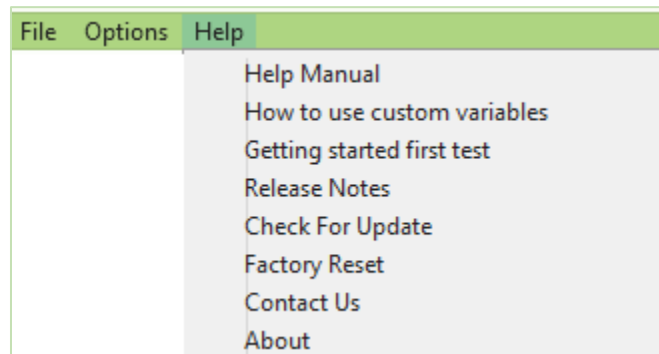 File Options Help
Help Manual
How to use custom variables
Getting started first test
Release Notes
Check For Update
Factory Reset
Contact Us
About